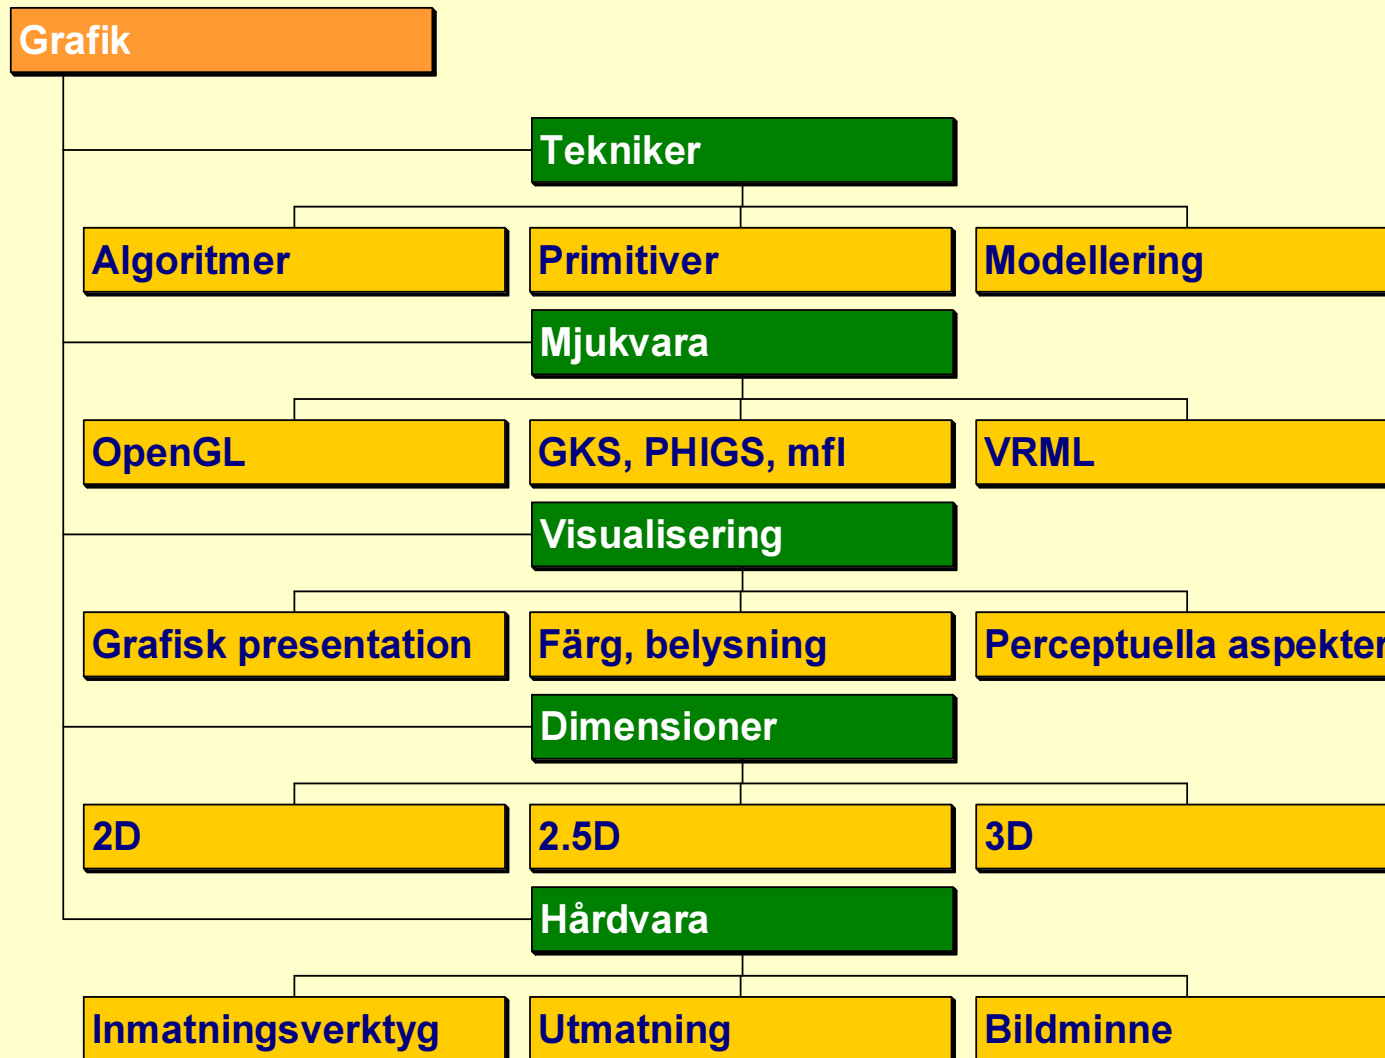 Grafik
Tekniker
Algoritmer
Primitiver
Modellering
Mjukvara
OpenGL
GKS, PHIGS, mfl
VRML
Visualisering
Grafisk presentation
Färg, belysning
Perceptuella aspekter
Dimensioner
2D
2.5D
3D
Hårdvara
Inmatningsverktyg
Utmatning
Bildminne